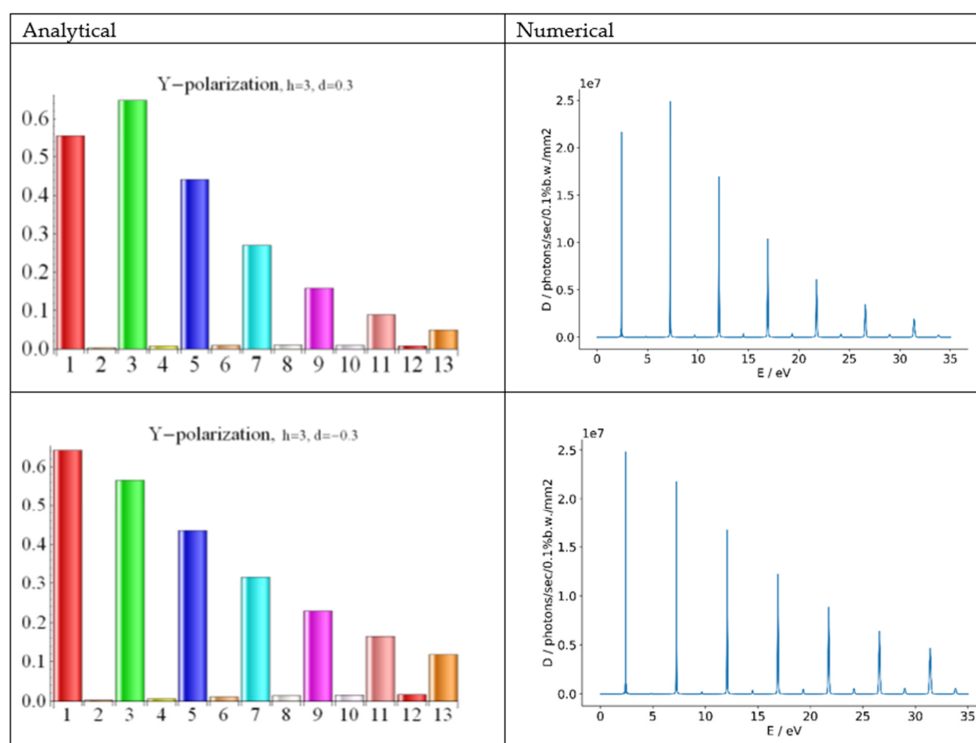 Analytical
Numerical
Y−polarization, h=3, d=0.3
0.6
0.5
0.4
0.3
0.2
0.1
0.0
1 2 3 4 5 6 7 8 9 10 11 12 13
1e7
D / photons/sec/0.1%b.w./mm2
2.5
2.0
1.5
1.0
0.5
0.0
0 5 10 15 20 25 30 35
E / eV
Y−polarization, h=3, d=−0.3
0.6
0.5
0.4
0.3
0.2
0.1
0.0
1 2 3 4 5 6 7 8 9 10 11 12 13
1e7
D / photons/sec/0.1%b.w./mm2
2.5
2.0
1.5
1.0
0.5
0.0
0 5 10 15 20 25 30 35
E / eV